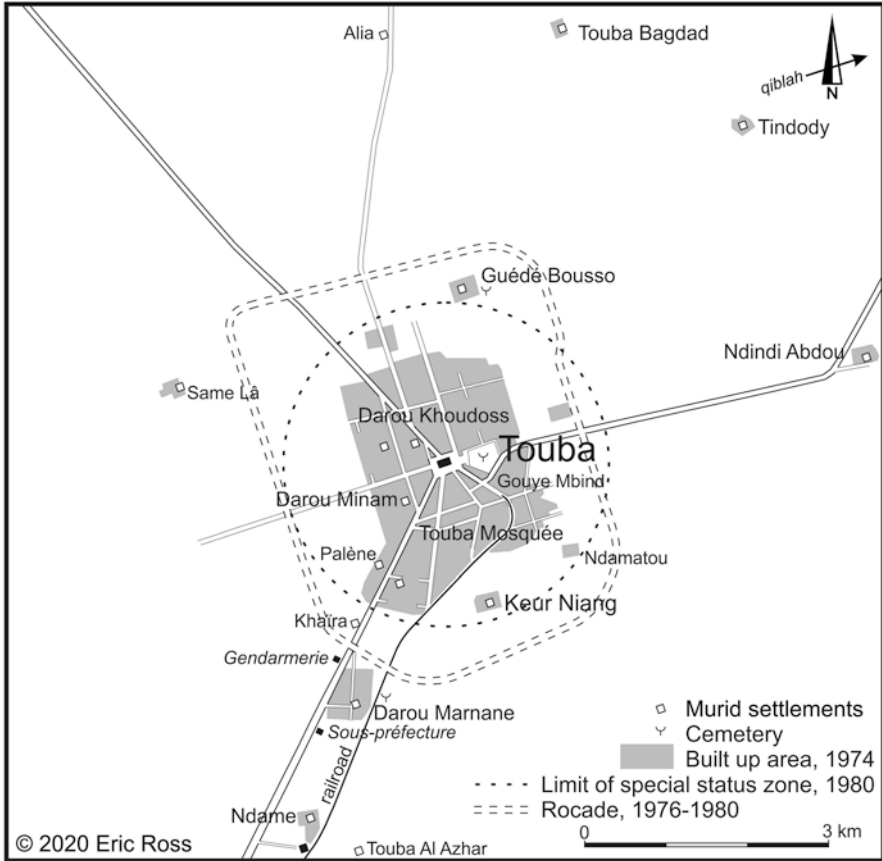 Alia
Touba Bagdad
qiblah
N
Tindody
Guédé Bousso
Ndindi Abdou
Same Lâ
Darou Khoudoss
Touba
Gouye Mbind
Darou Minam
Touba Mosquée
Palène
Ndamatou
Keur Niang
Khaïra
Gendarmerie
Darou Marnane
Sous-préfecture
railroad
Ndame
Touba Al Azhar
Murid settlements
Cemetery
Built up area, 1974
Limit of special status zone, 1980
Rocade, 1976-1980
0 3 km
© 2020 Eric Ross